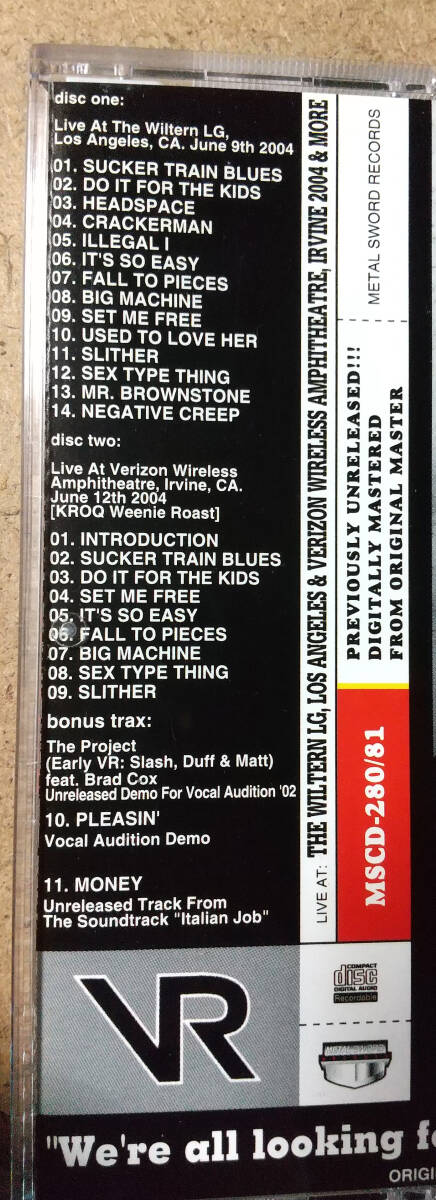 disc one:
Live At The Wiltern LG,
Los Angeles, CA. June 9th 2004
01. SUCKER TRAIN BLUES
02. DO IT FOR THE KIDS
03. HEADSPACE
04. CRACKERMAN
05. ILLEGAL I
06. IT'S SO EASY
07. FALL TO PIECES
08. BIG MACHINE
09. SET ME FREE
10. USED TO LOVE HER
11. SLITHER
12. SEX TYPE THING
13. MR. BROWNSTONE
14. NEGATIVE CREEP
disc two:
Live At Verizon Wireless
Amphitheatre, Irvine, CA.
June 12th 2004
[KROQ Weenie Roast]
01. INTRODUCTION
02. SUCKER TRAIN BLUES
03. DO IT FOR THE KIDS
04. SET ME FREE
05. IT'S SO EASY
06. FALL TO PIECES
07. BIG MACHINE
08. SEX TYPE THING
09. SLITHER
bonus trax:
The Project
(Early VR: Slash, Duff & Matt)
feat. Brad Cox
Unreleased Demo For Vocal Audition '02
10. PLEASIN'
Vocal Audition Demo
11. MONEY
Unreleased Track From
The Soundtrack "Italian Job"
LIVE AT: THE WILTERN LG, LOS ANGELES & VERIZON WIRELESS AMPHITHEATRE, IRVINE 2004 & MORE
METAL SWORD RECORDS
PREVIOUSLY UNRELEASED!!!
DIGITALLY MASTERED
FROM ORIGINAL MASTER
MSCD-280/81
VR
COMPACT
disc
DIGITAL AUDIO
Recordable
METAL SWORD
"We're all looking fo
ORIGI